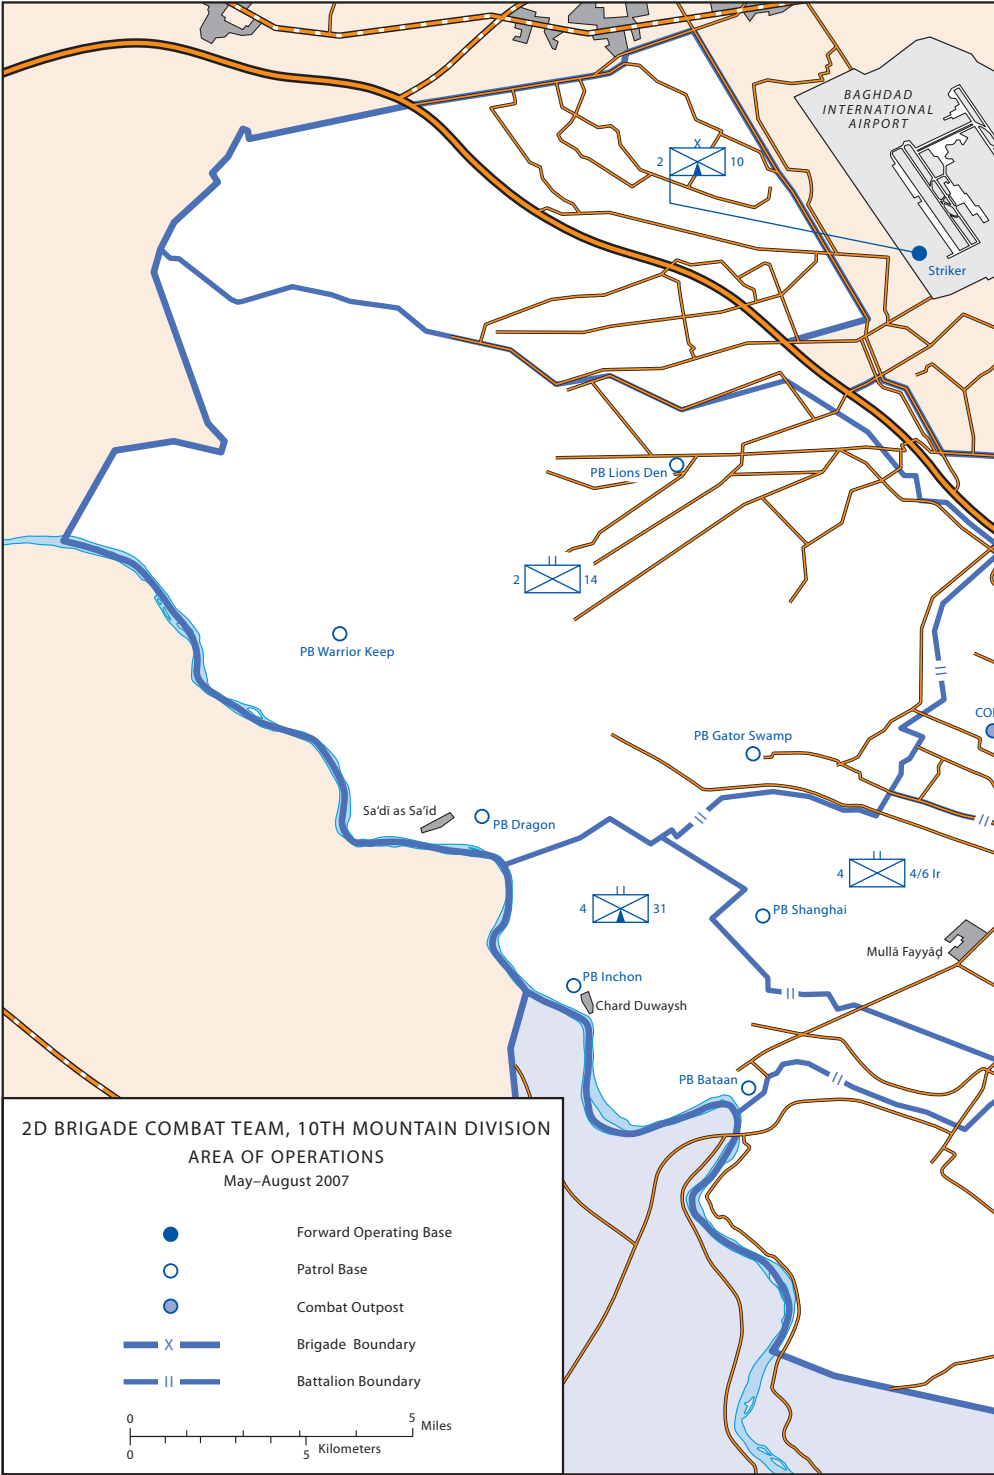 BAGHDAD
INTERNATIONAL
AIRPORT
X
2 10
Striker
PB Lions Den
2 14
PB Warrior Keep
CO
PB Gator Swamp
Sa'dī as Sa'īd
PB Dragon
4 4/6 Ir
4 31
PB Shanghai
Mullā Fayyāḑ
PB Inchon
Chard Duwaysh
PB Bataan
2D BRIGADE COMBAT TEAM, 10TH MOUNTAIN DIVISION
AREA OF OPERATIONS
May–August 2007
Forward Operating Base
Patrol Base
Combat Outpost
X Brigade Boundary
II Battalion Boundary
0 5 Miles
0 5 Kilometers